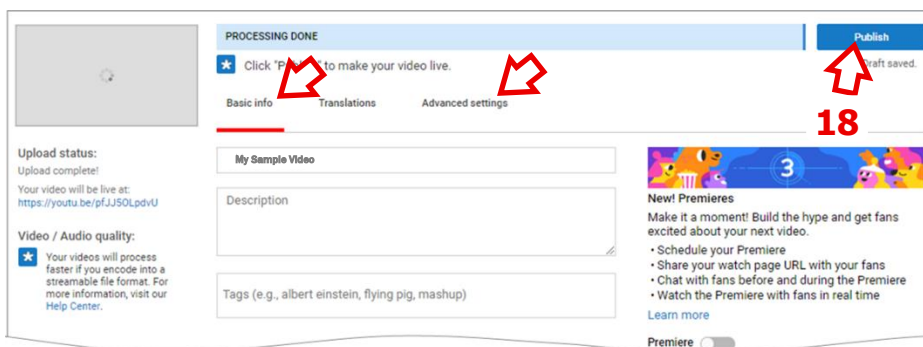 PROCESSING DONE
Publish
Click "Publish" to make your video live.
Draft saved.
Basic info
Translations
Advanced settings
18
Upload status:
Upload complete!
Your video will be live at:
https://youtu.be/pfJJ5OLpdvU
Video / Audio quality:
Your videos will process
faster if you encode into a
streamable file format. For
more information, visit our
Help Center.
My Sample Video
Description
Tags (e.g., albert einstein, flying pig, mashup)
3
New! Premieres
Make it a moment! Build the hype and get fans
excited about your next video.
• Schedule your Premiere
• Share your watch page URL with your fans
• Chat with fans before and during the Premiere
• Watch the Premiere with fans in real time
Learn more
Premiere